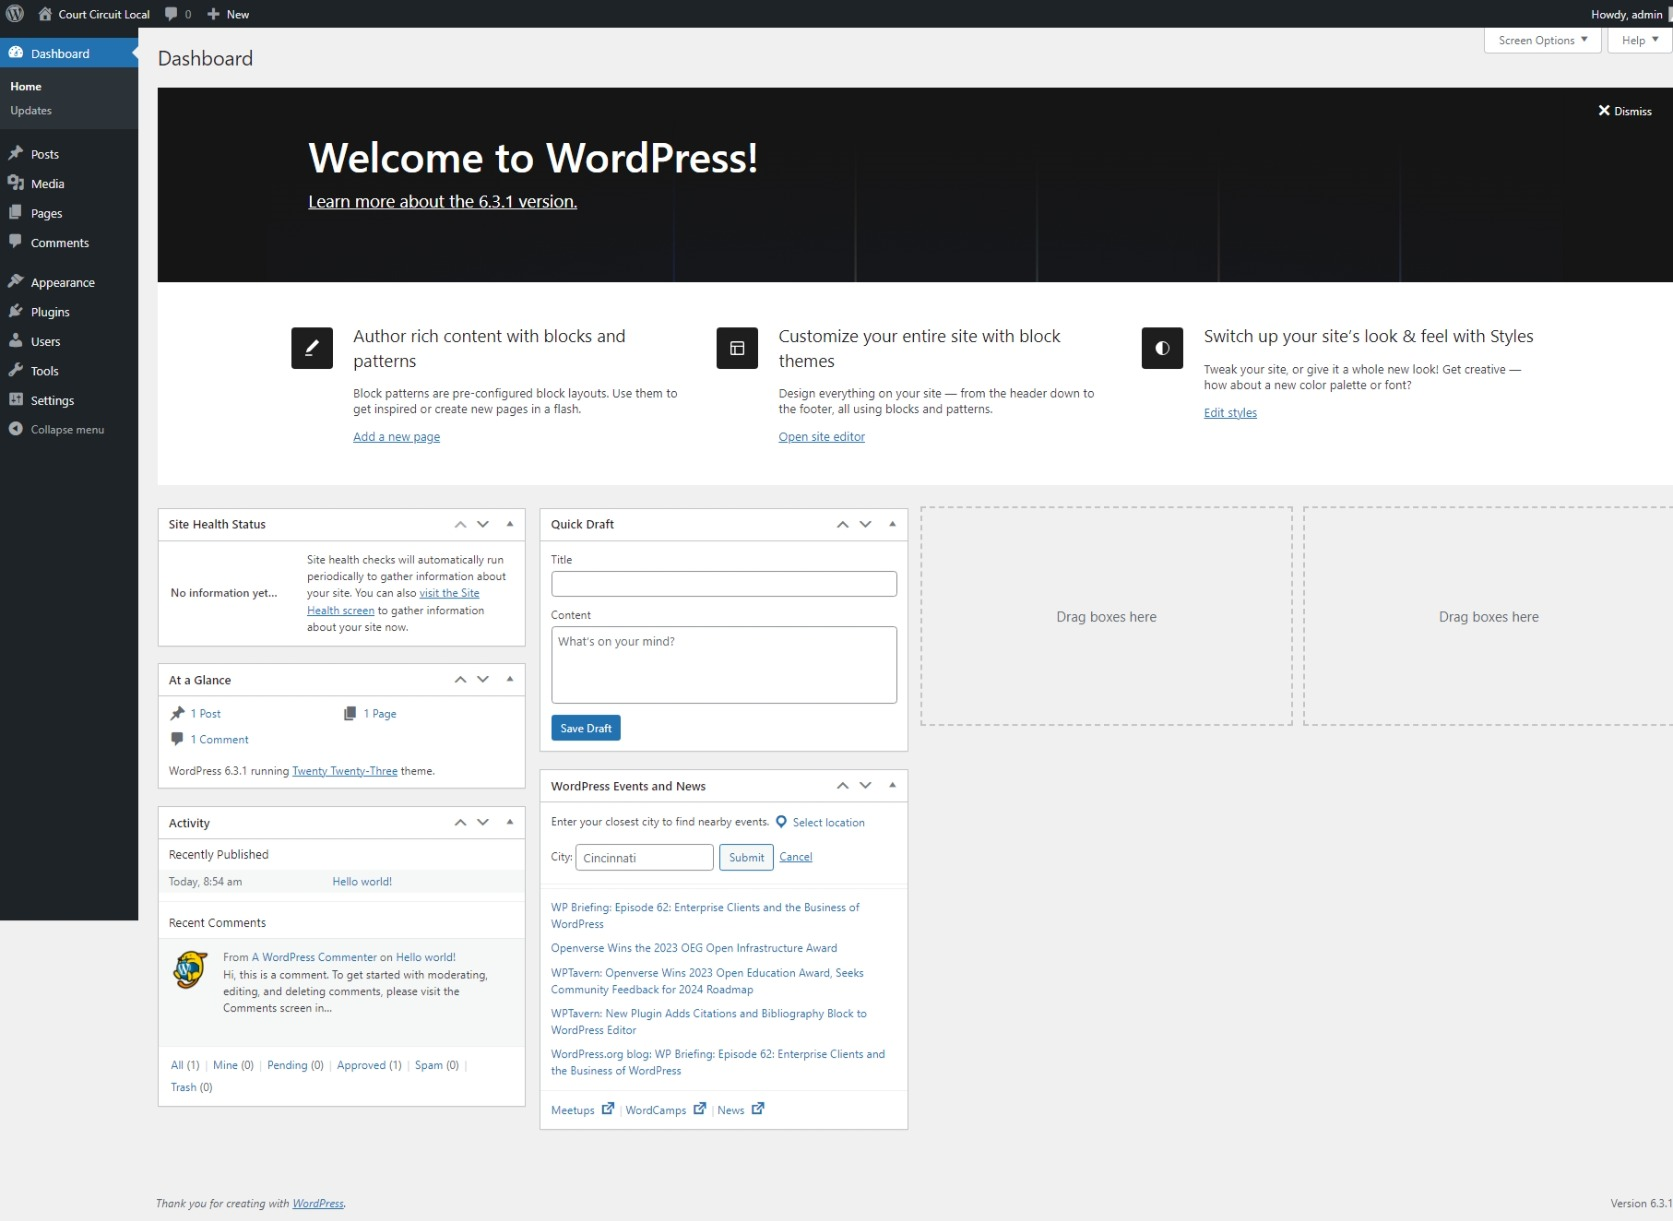 Court Circuit Local
0
New
Howdy, admin
Dashboard
Home
Updates
Posts
Media
Pages
Comments
Appearance
Plugins
Users
Tools
Settings
Collapse menu
Dashboard
Screen Options
Help
Dismiss
Welcome to WordPress!
Learn more about the 6.3.1 version.
Author rich content with blocks and
patterns
Block patterns are pre-configured block layouts. Use them to
get inspired or create new pages in a flash.
Add a new page
Customize your entire site with block
themes
Design everything on your site — from the header down to
the footer, all using blocks and patterns.
Open site editor
Switch up your site’s look & feel with Styles
Tweak your site, or give it a whole new look! Get creative —
how about a new color palette or font?
Edit styles
Site Health Status
No information yet...
Site health checks will automatically run
periodically to gather information about
your site. You can also visit the Site
Health screen to gather information
about your site now.
At a Glance
1 Post
1 Page
1 Comment
WordPress 6.3.1 running Twenty Twenty-Three theme.
Activity
Recently Published
Today, 8:54 am
Hello world!
Recent Comments
From A WordPress Commenter on Hello world!
Hi, this is a comment. To get started with moderating,
editing, and deleting comments, please visit the
Comments screen in...
All (1) | Mine (0) | Pending (0) | Approved (1) | Spam (0) |
Trash (0)
Quick Draft
Title
Content
What’s on your mind?
Save Draft
WordPress Events and News
Enter your closest city to find nearby events. Select location
City: Cincinnati Submit Cancel
WP Briefing: Episode 62: Enterprise Clients and the Business of
WordPress
Openverse Wins the 2023 OEG Open Infrastructure Award
WPTavern: Openverse Wins 2023 Open Education Award, Seeks
Community Feedback for 2024 Roadmap
WPTavern: New Plugin Adds Citations and Bibliography Block to
WordPress Editor
WordPress.org blog: WP Briefing: Episode 62: Enterprise Clients and
the Business of WordPress
Meetups | WordCamps | News
Drag boxes here
Drag boxes here
Thank you for creating with WordPress.
Version 6.3.1